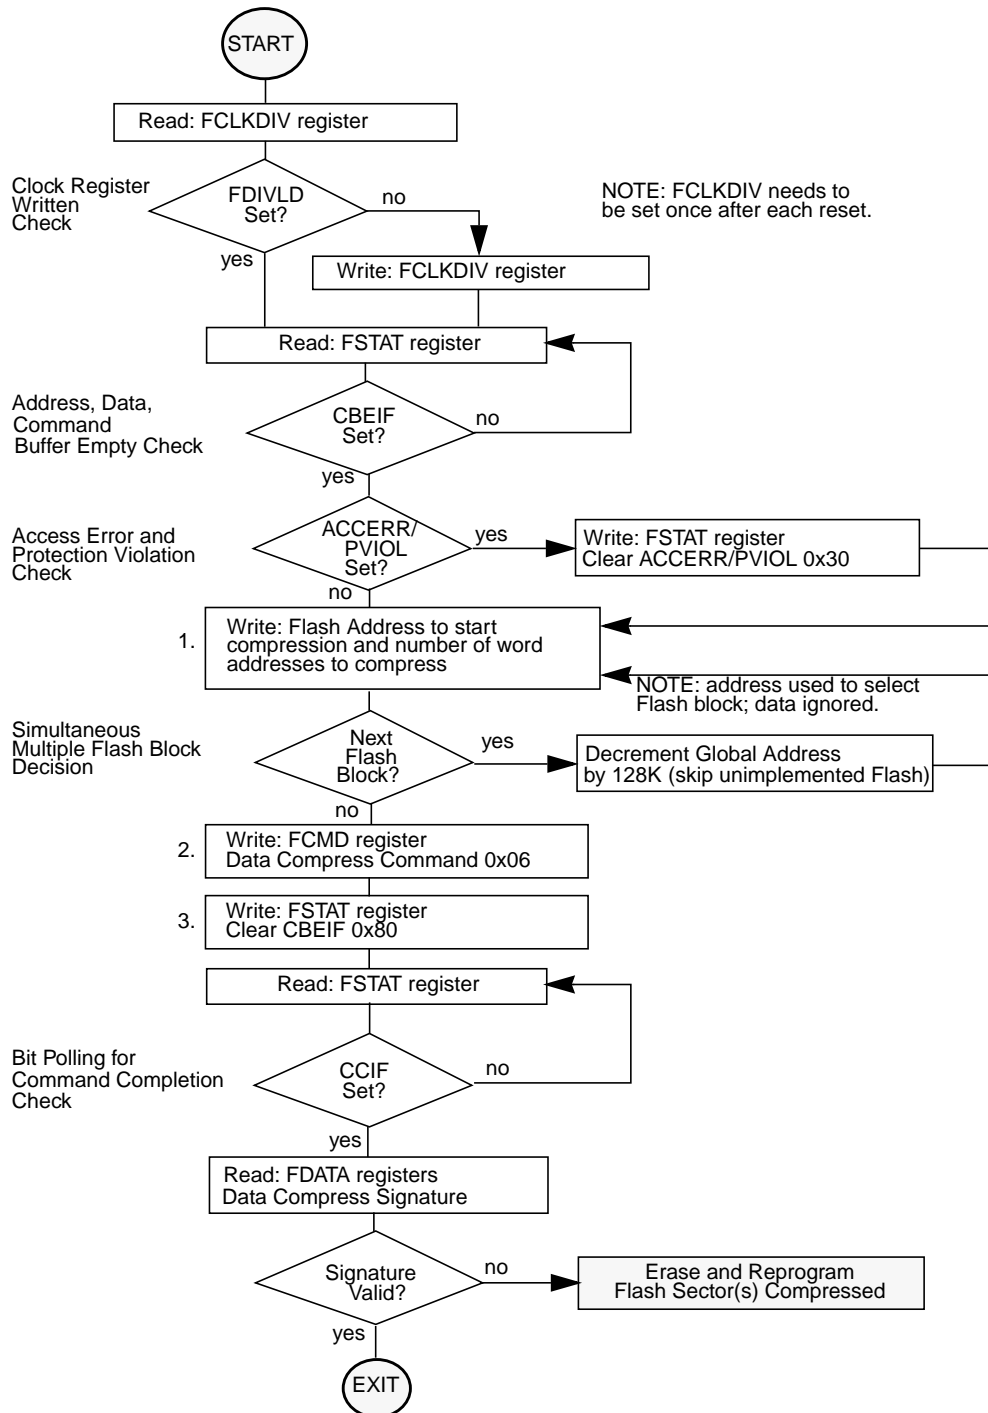 START
Read: FCLKDIV register
Clock Register
Written
Check
FDIVLD
Set?
no
yes
NOTE: FCLKDIV needs to
be set once after each reset.
Write: FCLKDIV register
Read: FSTAT register
Address, Data,
Command
Buffer Empty Check
CBEIF
Set?
no
yes
Access Error and
Protection Violation
Check
ACCERR/
PVIOL
Set?
yes
no
Write: FSTAT register
Clear ACCERR/PVIOL 0x30
1.
Write: Flash Address to start
compression and number of word
addresses to compress
NOTE: address used to select
Flash block; data ignored.
Simultaneous
Multiple Flash Block
Decision
Next
Flash
Block?
yes
no
Decrement Global Address
by 128K (skip unimplemented Flash)
2.
Write: FCMD register
Data Compress Command 0x06
3.
Write: FSTAT register
Clear CBEIF 0x80
Read: FSTAT register
Bit Polling for
Command Completion
Check
CCIF
Set?
no
yes
Read: FDATA registers
Data Compress Signature
Signature
Valid?
no
yes
Erase and Reprogram
Flash Sector(s) Compressed
EXIT